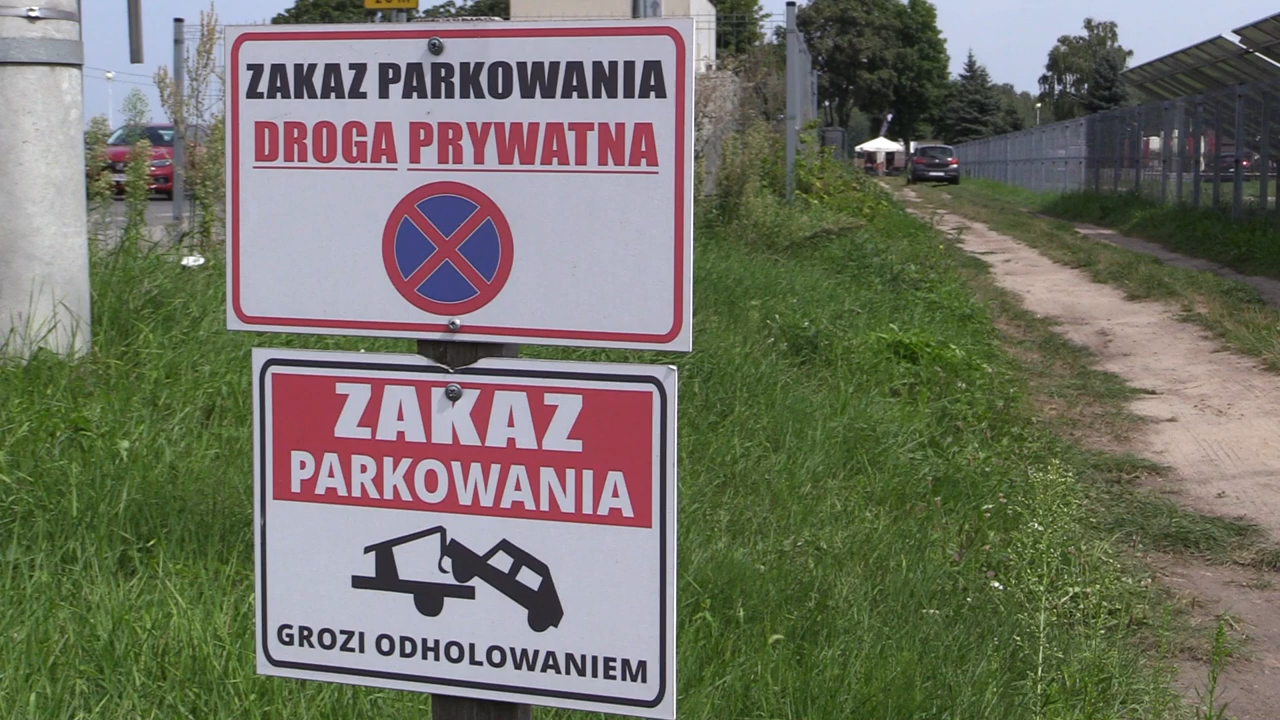 ZAKAZ PARKOWANIA
DROGA PRYWATNA
ZAKAZ
PARKOWANIA
GROZI ODHOLOWANIEM